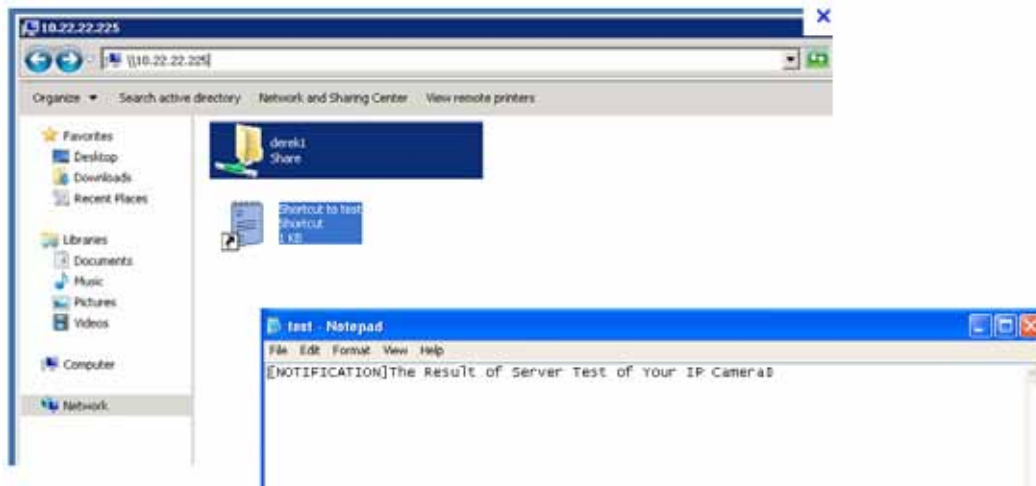 10.22.22.225
\\10.22.22.225
Organize Search active directory Network and Sharing Center View remote printers
Favorites
Desktop
Downloads
Recent Places
Libraries
Documents
Music
Pictures
Videos
Computer
Network
derek1
Share
Shortcut to test
Shortcut
1 KB
test - Notepad
File Edit Format View Help
[NOTIFICATION]The Result of Server Test of Your IP Camera